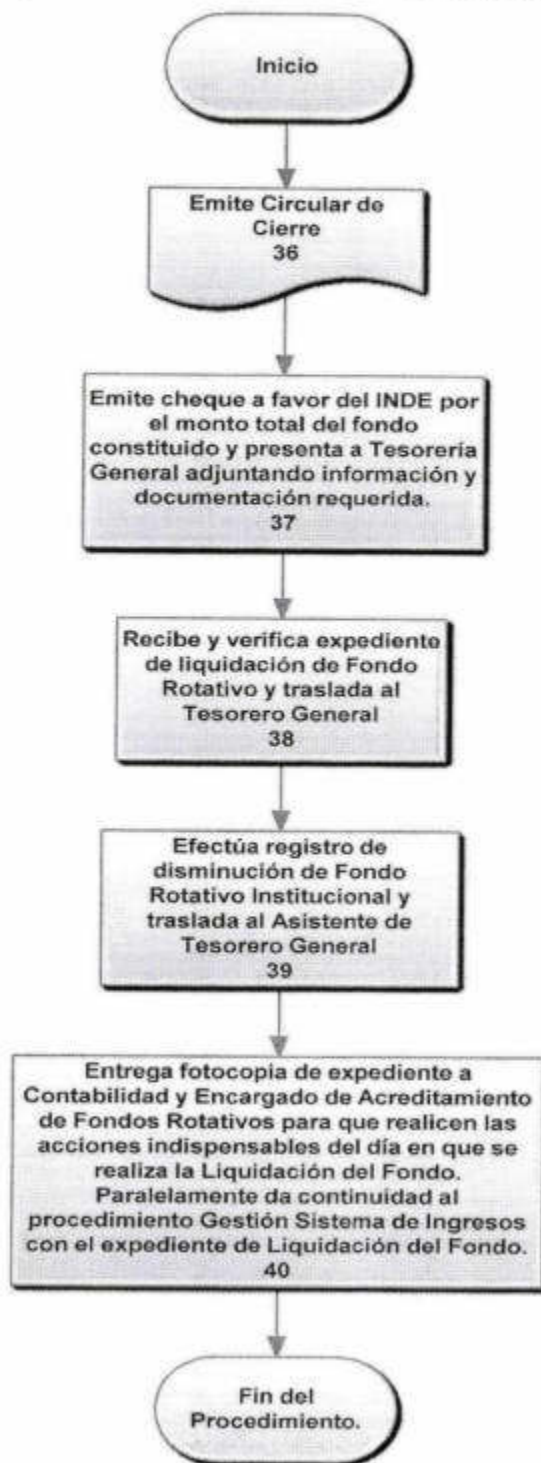 Inicio
Emite Circular de
Cierre
36
Emite cheque a favor del INDE por
el monto total del fondo
constituido y presenta a Tesorería
General adjuntando información y
documentación requerida.
37
Recibe y verifica expediente
de liquidación de Fondo
Rotativo y traslada al
Tesorero General
38
Efectúa registro de
disminución de Fondo
Rotativo Institucional y
traslada al Asistente de
Tesorero General
39
Entrega fotocopia de expediente a
Contabilidad y Encargado de Acreditamiento
de Fondos Rotativos para que realicen las
acciones indispensables del día en que se
realiza la Liquidación del Fondo.
Paralelamente da continuidad al
procedimiento Gestión Sistema de Ingresos
con el expediente de Liquidación del Fondo.
40
Fin del
Procedimiento.